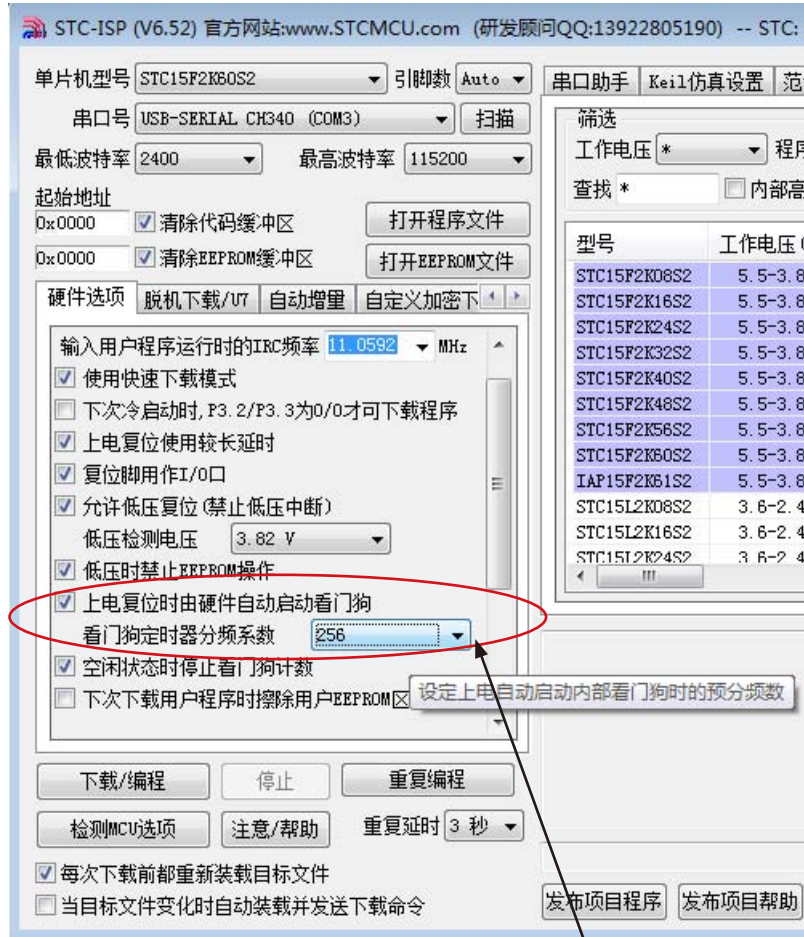 STC-ISP (V6.52) 官方网站:www.STCMCU.com (研发顾问QQ:13922805190) -- STC:
单片机型号 STC15F2K60S2 引脚数 Auto
串口号 USB-SERIAL CH340 (COM3) 扫描
最低波特率 2400 最高波特率 115200
起始地址
0x0000 清除代码缓冲区 打开程序文件
0x0000 清除EEPROM缓冲区 打开EEPROM文件
硬件选项 脱机下载/U7 自动增量 自定义加密下
输入用户程序运行时的IRC频率 11.0592 MHz
使用快速下载模式
下次冷启动时,P3.2/P3.3为0/0才可下载程序
上电复位使用较长延时
复位脚用作I/O口
允许低压复位(禁止低压中断)
低压检测电压 3.82 V
低压时禁止EEPROM操作
上电复位时由硬件自动启动看门狗
看门狗定时器分频系数 256
空闲状态时停止看门狗计数
下次下载用户程序时擦除用户EEPROM区
设定上电自动启动内部看门狗时的预分频数
下载/编程 停止 重复编程
检测MCU选项 注意/帮助 重复延时 3 秒
每次下载前都重新装载目标文件
当目标文件变化时自动装载并发送下载命令
串口助手 Keil仿真设置 范
筛选
工作电压 * 程序
查找 * 内部高
型号 工作电压(
STC15F2K08S2 5.5-3.8
STC15F2K16S2 5.5-3.8
STC15F2K24S2 5.5-3.8
STC15F2K32S2 5.5-3.8
STC15F2K40S2 5.5-3.8
STC15F2K48S2 5.5-3.8
STC15F2K56S2 5.5-3.8
STC15F2K60S2 5.5-3.8
IAP15F2K61S2 5.5-3.8
STC15L2K08S2 3.6-2.4
STC15L2K16S2 3.6-2.4
STC15L2K24S2 3.6-2.4
发布项目程序 发布项目帮助